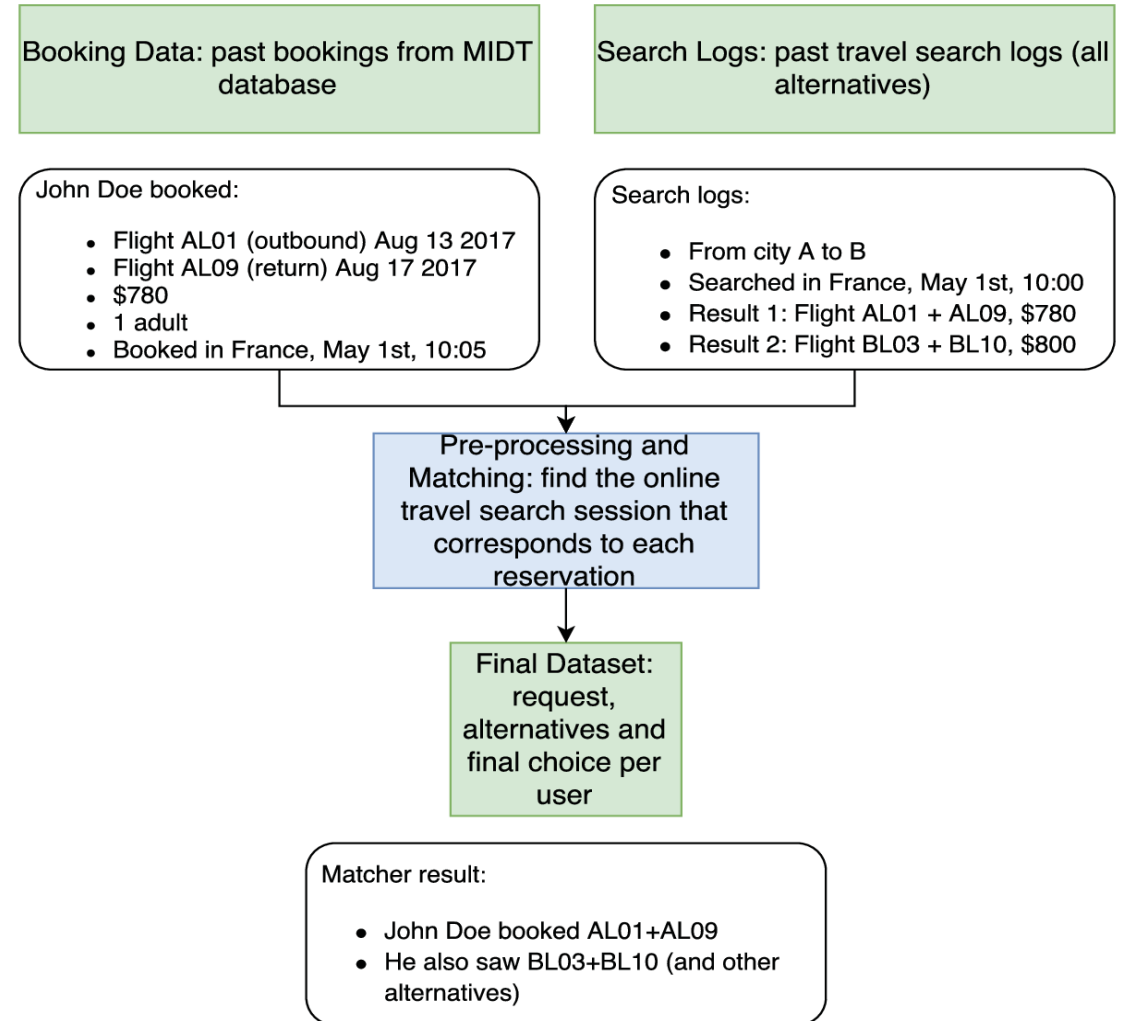 Booking Data: past bookings from MIDT
database
Search Logs: past travel search logs (all
alternatives)
John Doe booked:
• Flight AL01 (outbound) Aug 13 2017
• Flight AL09 (return) Aug 17 2017
• $780
• 1 adult
• Booked in France, May 1st, 10:05
Search logs:
• From city A to B
• Searched in France, May 1st, 10:00
• Result 1: Flight AL01 + AL09, $780
• Result 2: Flight BL03 + BL10, $800
Pre-processing and
Matching: find the online
travel search session that
corresponds to each
reservation
Final Dataset:
request,
alternatives and
final choice per
user
Matcher result:
• John Doe booked AL01+AL09
• He also saw BL03+BL10 (and other
alternatives)